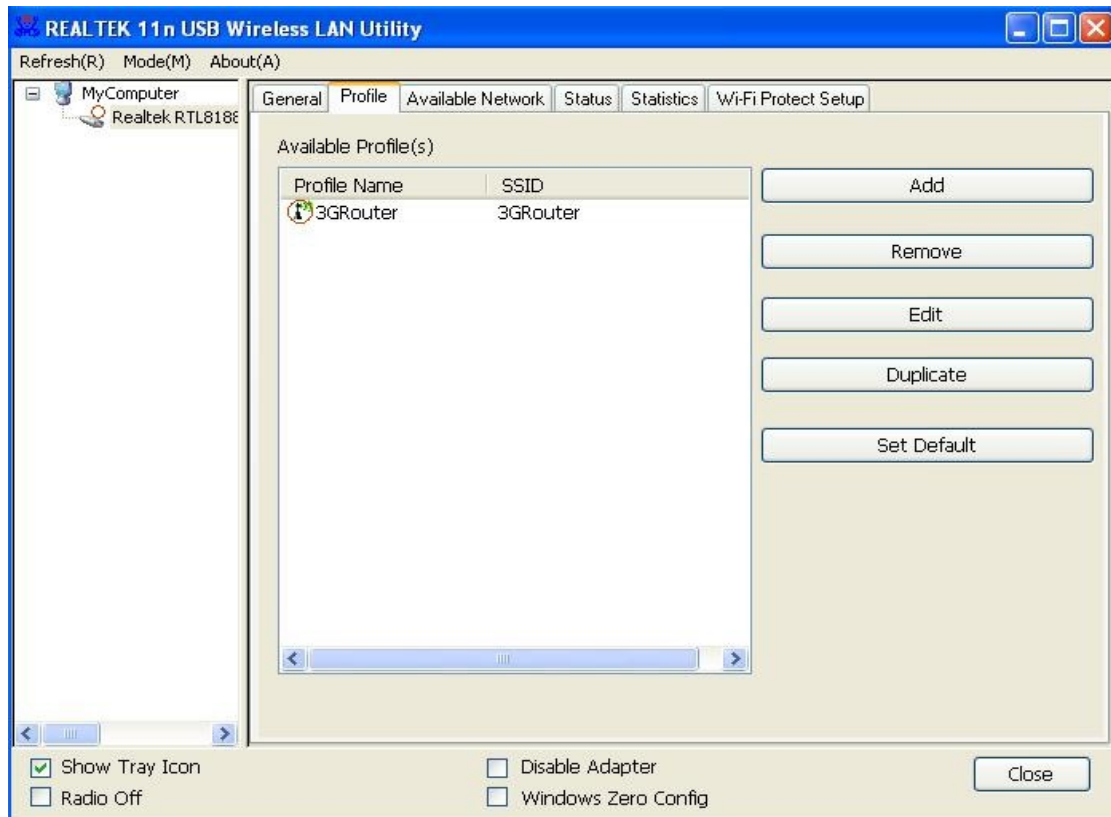 REALTEK 11n USB Wireless LAN Utility
Refresh(R) Mode(M) About(A)
MyComputer
Realtek RTL8188
General Profile Available Network Status Statistics Wi-Fi Protect Setup
Available Profile(s)
Profile Name SSID
3GRouter 3GRouter
Add
Remove
Edit
Duplicate
Set Default
Show Tray Icon
Radio Off
Disable Adapter
Windows Zero Config
Close